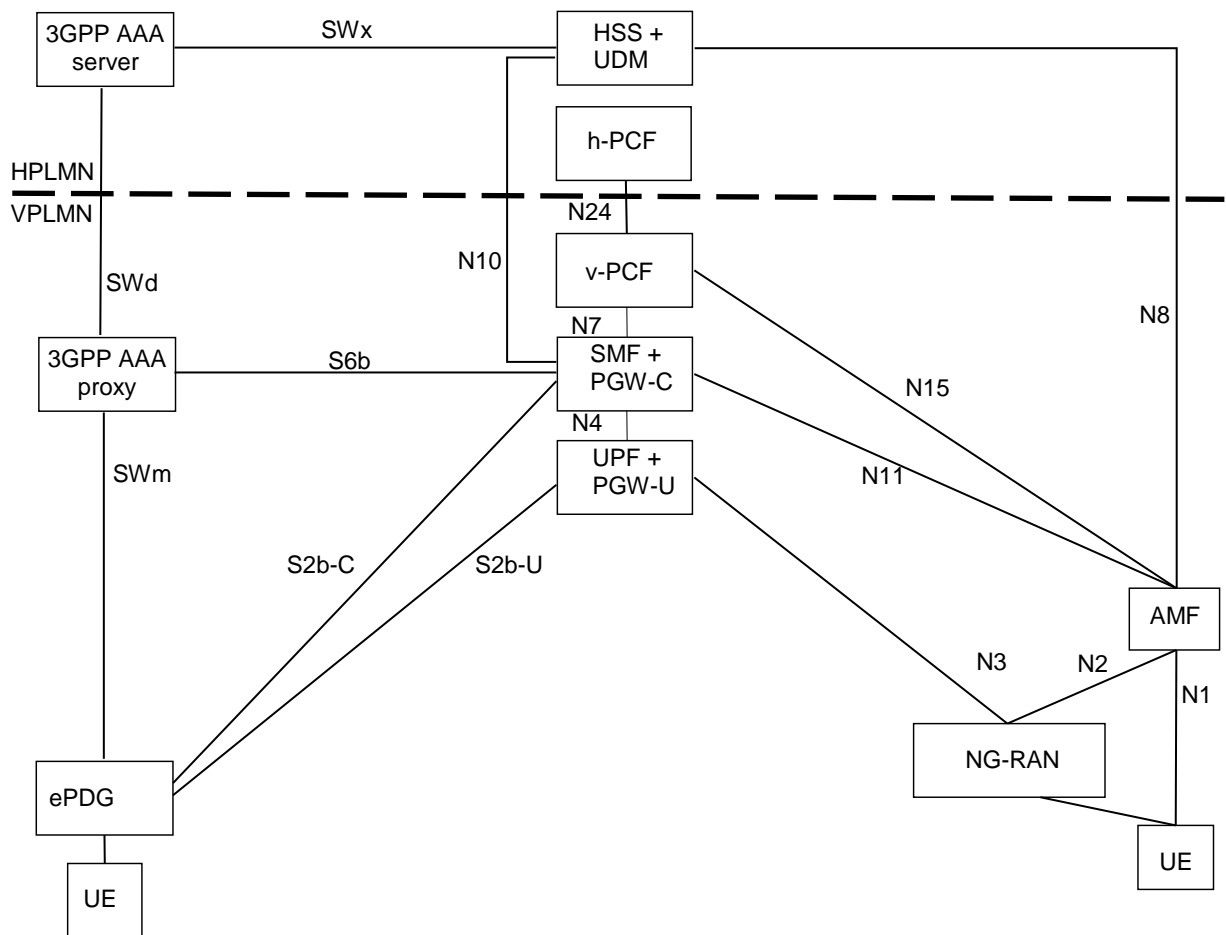 3GPP AAA
server
SWx
HSS +
UDM
h-PCF
HPLMN
VPLMN
N24
N10
v-PCF
SWd
N8
N7
3GPP AAA
proxy
S6b
SMF +
PGW-C
N15
N4
SWm
UPF +
PGW-U
N11
S2b-C
S2b-U
AMF
N3
N2
N1
NG-RAN
ePDG
UE
UE